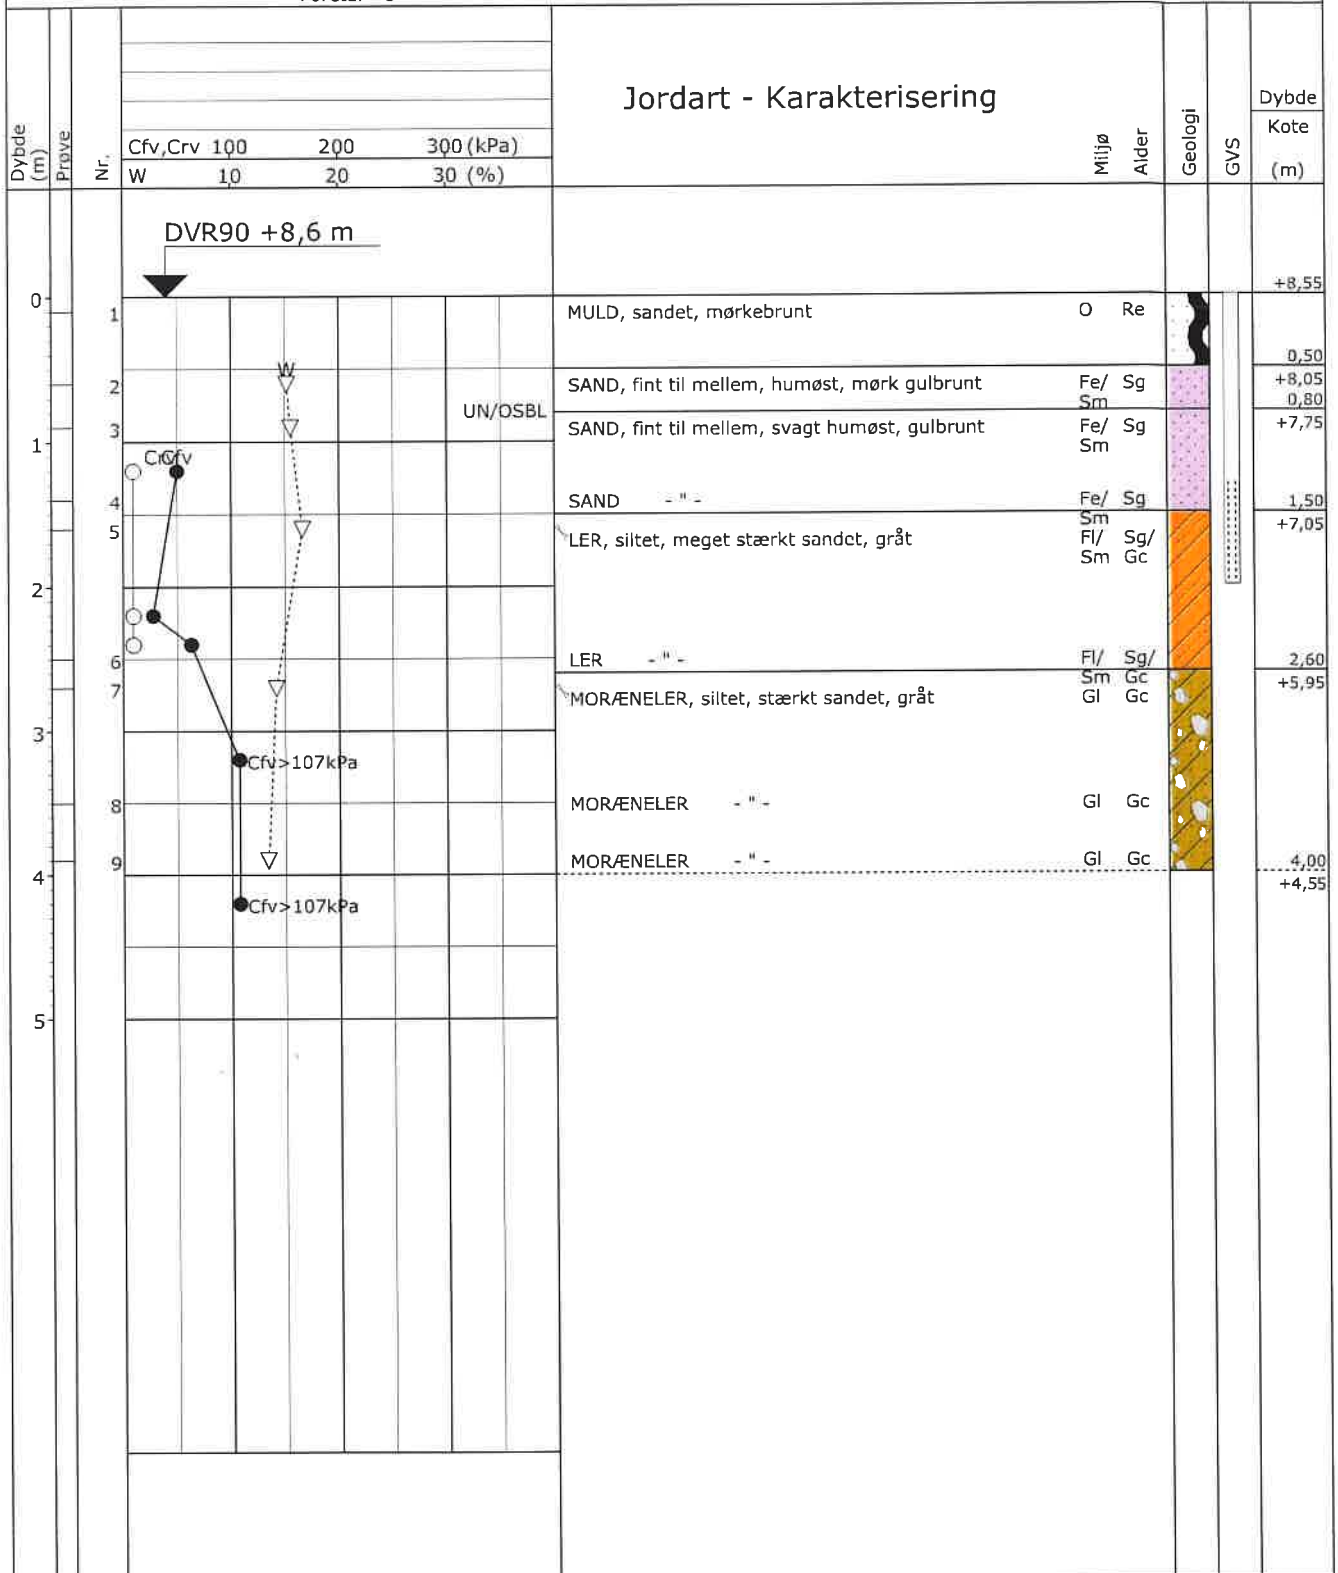 Jordart - Karakterisering
Dybde
(m)
Prøve
Nr.
Cfv,Crv 100 200 300 (kPa)
W 10 20 30 (%)
Miljø
Alder
Geologi
GVS
Dybde
Kote
(m)
DVR90 +8,6 m
+8,55
0
1 MULD, sandet, mørkebrunt O Re
0,50
W
+8,05
2 SAND, fint til mellem, humøst, mørk gulbrunt Fe/ Sg
Sm
0,80
UN/OSBL
+7,75
3 SAND, fint til mellem, svagt humøst, gulbrunt Fe/ Sg
Sm
1
Crv Cfv
4 SAND - " - Fe/ Sg
Sm
1,50
+7,05
5 LER, siltet, meget stærkt sandet, gråt Fl/ Sg/
Sm Gc
2
6 LER - " - Fl/ Sg/
Sm Gc
2,60
+5,95
7 MORÆNELER, siltet, stærkt sandet, gråt Gl Gc
3
Cfv>107kPa
8 MORÆNELER - " - Gl Gc
9 MORÆNELER - " - Gl Gc
4,00
4
+4,55
Cfv>107kPa
5